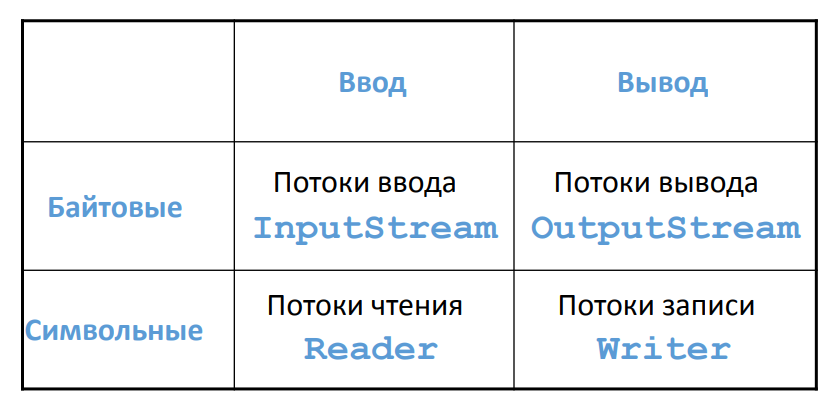 Ввод
Вывод
Байтовые
Потоки ввода
InputStream
Потоки вывода
OutputStream
Символьные
Потоки чтения
Reader
Потоки записи
Writer